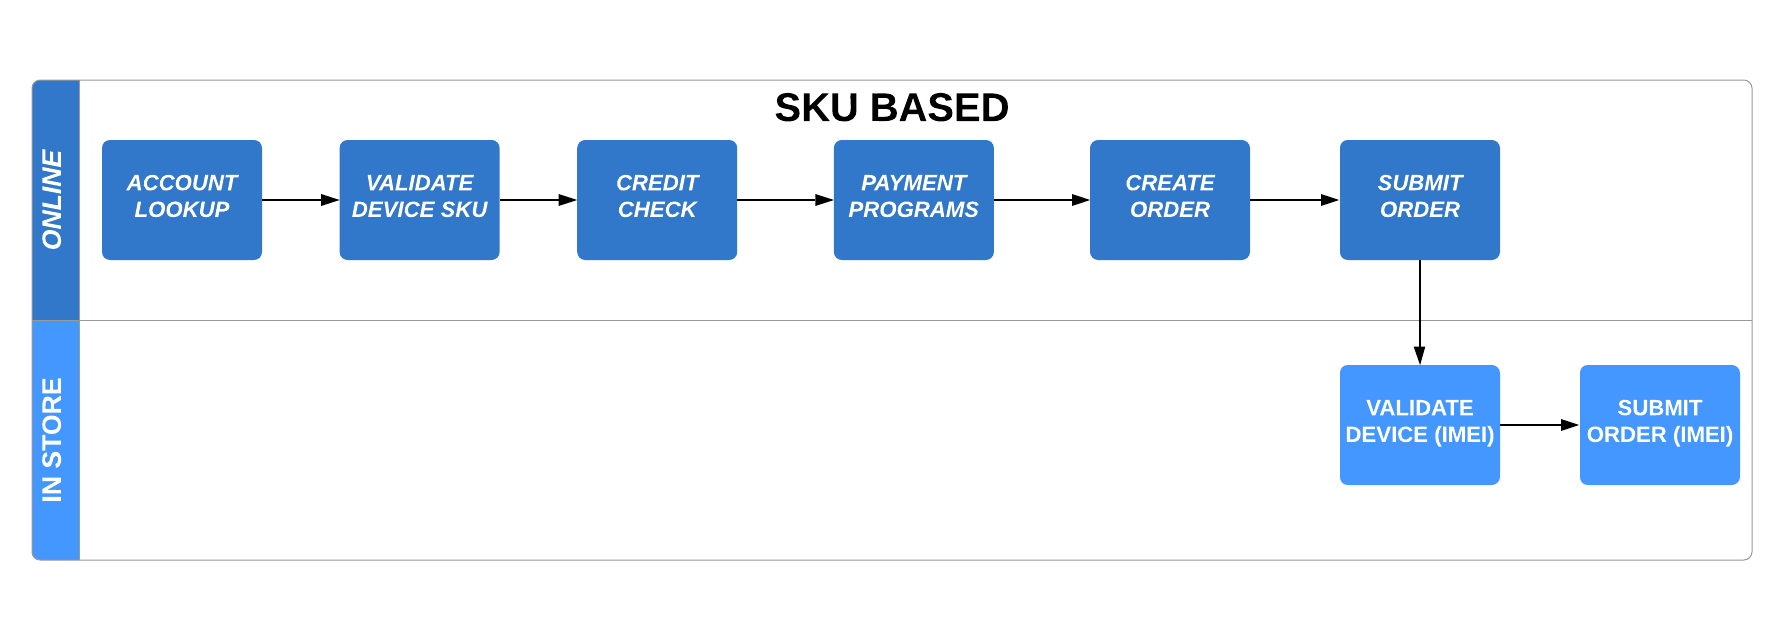 SKU BASED
ONLINE
ACCOUNT
LOOKUP
VALIDATE
DEVICE SKU
CREDIT
CHECK
PAYMENT
PROGRAMS
CREATE
ORDER
SUBMIT
ORDER
IN STORE
VALIDATE
DEVICE (IMEI)
SUBMIT
ORDER (IMEI)